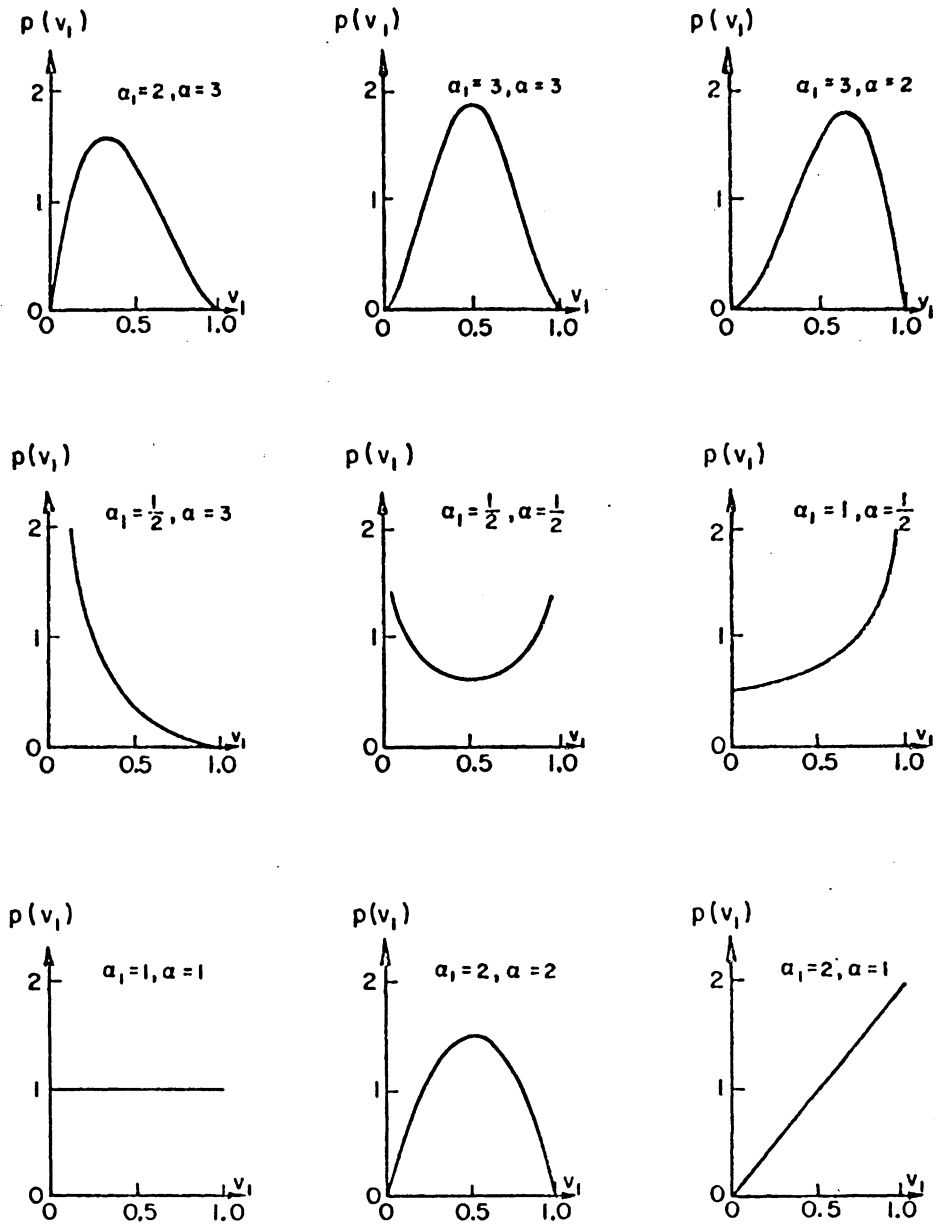 p(v₁)
α₁=2, α=3
2
1
0
0 0.5 1.0
v₁
p(v₁)
α₁=3, α=3
2
1
0
0 0.5 1.0
v₁
p(v₁)
α₁=3, α=2
2
1
0
0 0.5 1.0
v₁
p(v₁)
α₁=1/2, α=3
2
1
0
0 0.5 1.0
v₁
p(v₁)
α₁=1/2, α=1/2
2
1
0
0 0.5 1.0
v₁
p(v₁)
α₁=1, α=1/2
2
1
0
0 0.5 1.0
v₁
p(v₁)
α₁=1, α=1
2
1
0
0 0.5 1.0
v₁
p(v₁)
α₁=2, α=2
2
1
0
0 0.5 1.0
v₁
p(v₁)
α₁=2, α=1
2
1
0
0 0.5 1.0
v₁